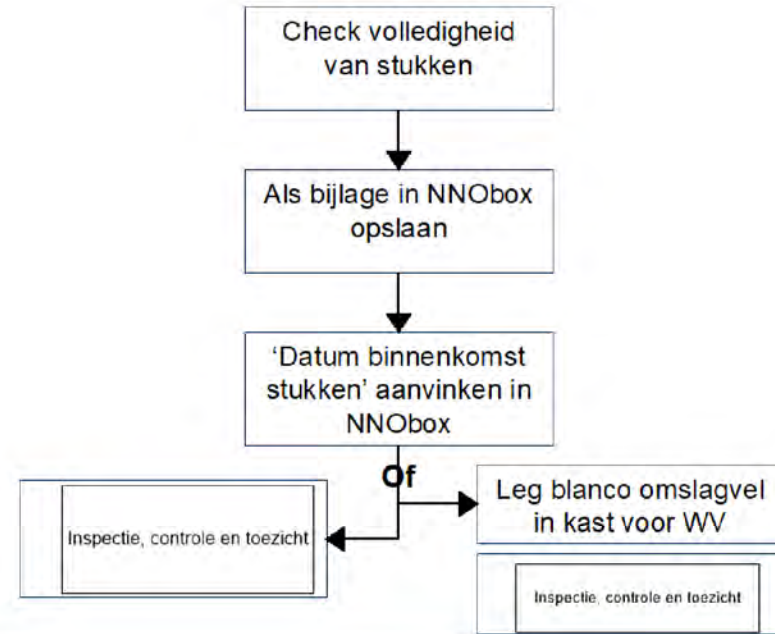 Check volledigheid
van stukken
Als bijlage in NNObox
opslaan
‘Datum binnenkomst
stukken’ aanvinken in
NNObox
Of
Inspectie, controle en toezicht
Leg blanco omslagvel
in kast voor WV
Inspectie, controle en toezicht